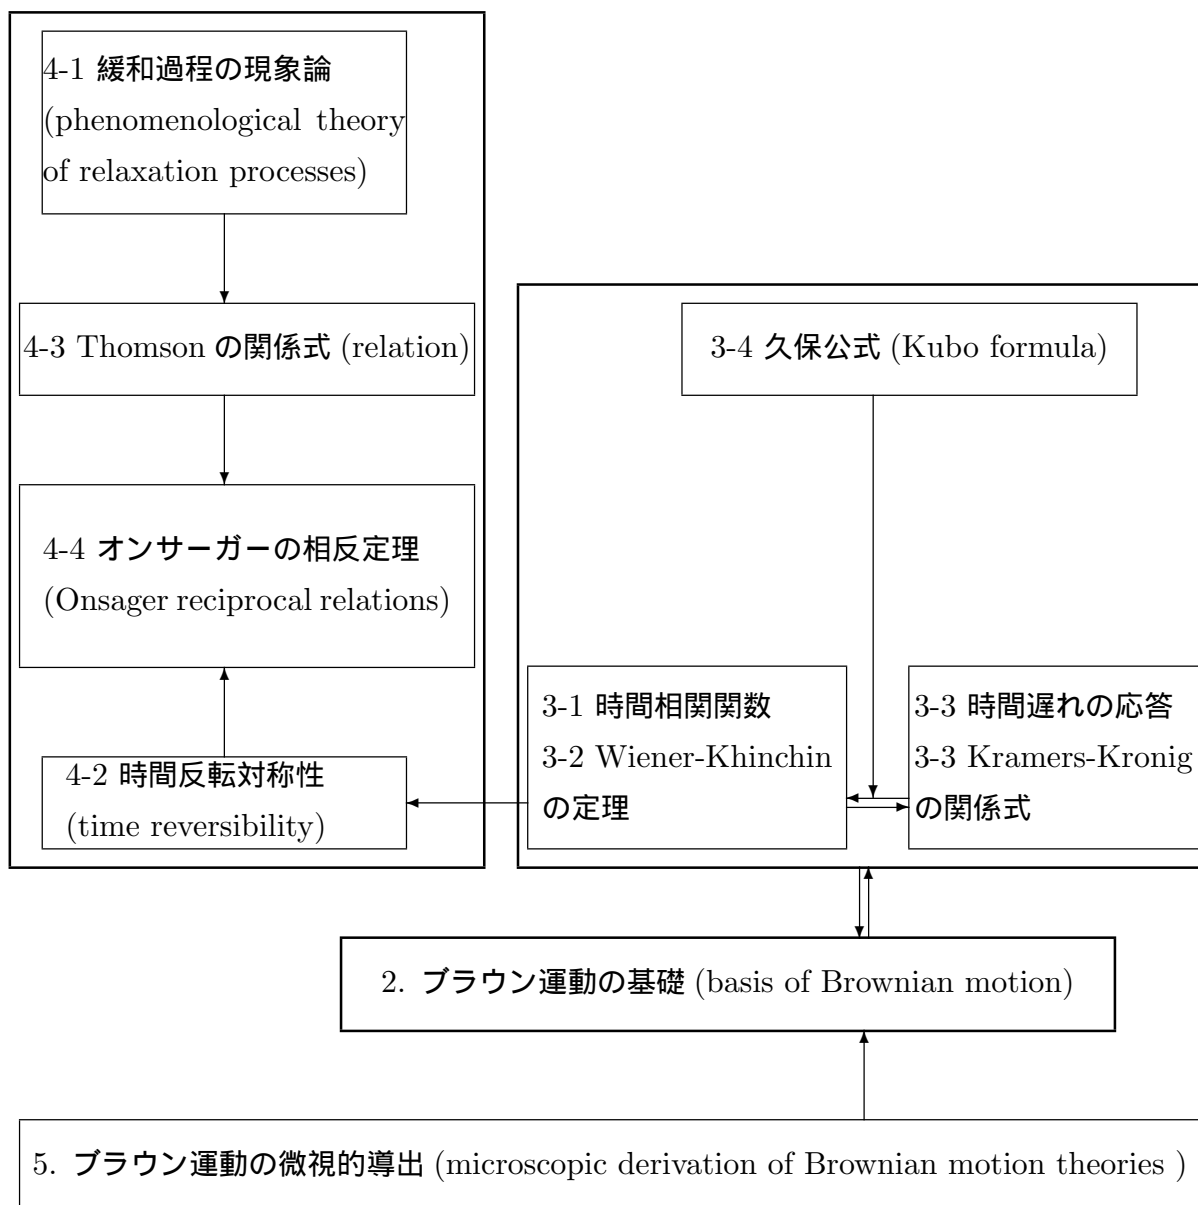 4-1 緩和過程の現象論
(phenomenological theory
of relaxation processes)
4-3 Thomson の関係式 (relation)
4-4 オンサーガーの相反定理
(Onsager reciprocal relations)
4-2 時間反転対称性
(time reversibility)
3-4 久保公式 (Kubo formula)
3-1 時間相関関数
3-2 Wiener-Khinchin
の定理
3-3 時間遅れの応答
3-3 Kramers-Kronig
の関係式
2. ブラウン運動の基礎 (basis of Brownian motion)
5. ブラウン運動の微視的導出 (microscopic derivation of Brownian motion theories )